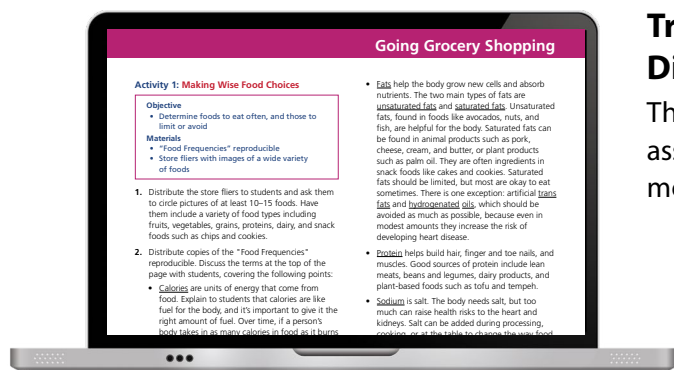 Going Grocery Shopping
Activity 1: Making Wise Food Choices
Objective
• Determine foods to eat often, and those to
limit or avoid
Materials
• "Food Frequencies" reproducible
• Store fliers with images of a wide variety
of foods
1. Distribute the store fliers to students and ask them
to circle pictures of at least 10–15 foods. Have
them include a variety of food types including
fruits, vegetables, grains, proteins, dairy, and snack
foods such as chips and cookies.
2. Distribute copies of the "Food Frequencies"
reproducible. Discuss the terms at the top of the
page with students, covering the following points:
• Calories are units of energy that come from
food. Explain to students that calories are like
fuel for the body, and it's important to give it the
right amount of fuel. Over time, if a person's
body takes in as many calories in food as it burns
• Fats help the body grow new cells and absorb
nutrients. The two main types of fats are
unsaturated fats and saturated fats. Unsaturated
fats, found in foods like avocados, nuts, and
fish, are helpful for the body. Saturated fats can
be found in animal products such as pork,
cheese, cream, and butter, or plant products
such as palm oil. They are often ingredients in
snack foods like cakes and cookies. Saturated
fats should be limited, but most are okay to eat
sometimes. There is one exception: artificial trans
fats and hydrogenated oils, which should be
avoided as much as possible, because even in
modest amounts they increase the risk of
developing heart disease.
• Protein helps build hair, finger and toe nails, and
muscles. Good sources of protein include lean
meats, beans and legumes, dairy products, and
plant-based foods such as tofu and tempeh.
• Sodium is salt. The body needs salt, but too
much can raise health risks to the heart and
kidneys. Salt can be added during processing,
cooking, or at the table to change the way food